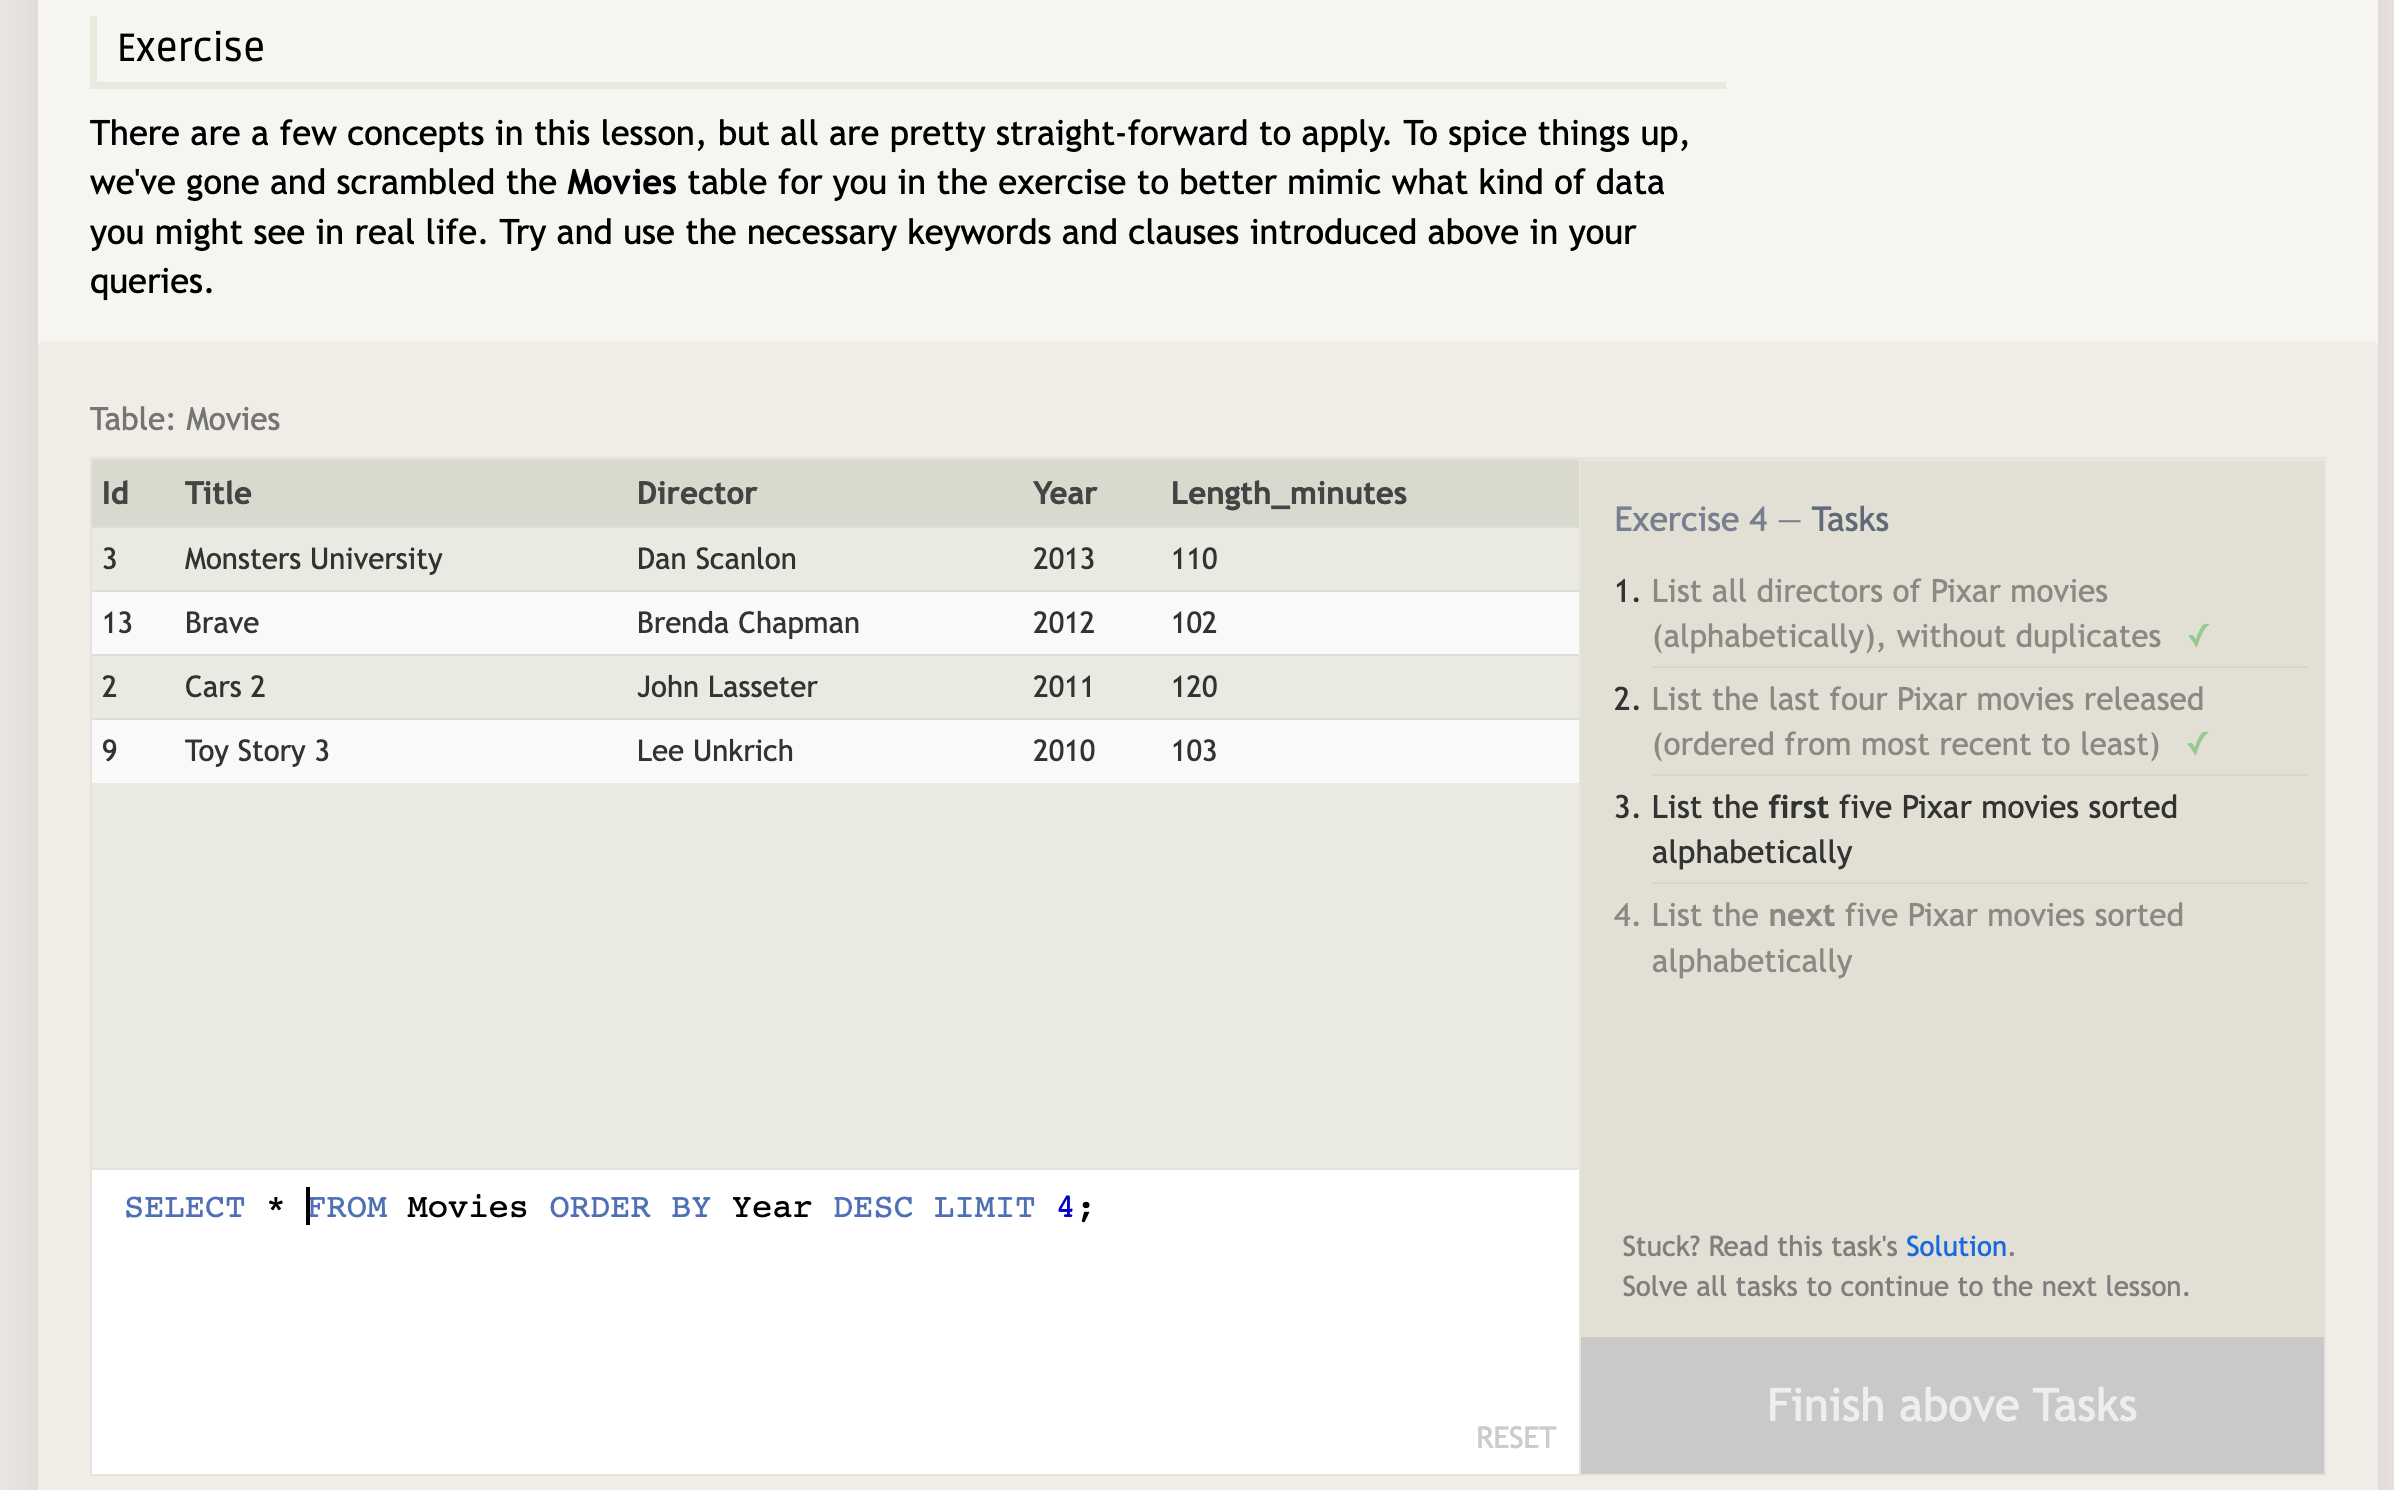 Exercise
There are a few concepts in this lesson, but all are pretty straight-forward to apply. To spice things up,
we've gone and scrambled the Movies table for you in the exercise to better mimic what kind of data
you might see in real life. Try and use the necessary keywords and clauses introduced above in your
queries.
Table: Movies
Id Title Director Year Length_minutes
3 Monsters University Dan Scanlon 2013 110
13 Brave Brenda Chapman 2012 102
2 Cars 2 John Lasseter 2011 120
9 Toy Story 3 Lee Unkrich 2010 103
SELECT * FROM Movies ORDER BY Year DESC LIMIT 4;
RESET
Exercise 4 — Tasks
1. List all directors of Pixar movies
(alphabetically), without duplicates ✓
2. List the last four Pixar movies released
(ordered from most recent to least) ✓
3. List the first five Pixar movies sorted
alphabetically
4. List the next five Pixar movies sorted
alphabetically
Stuck? Read this task's Solution.
Solve all tasks to continue to the next lesson.
Finish above Tasks